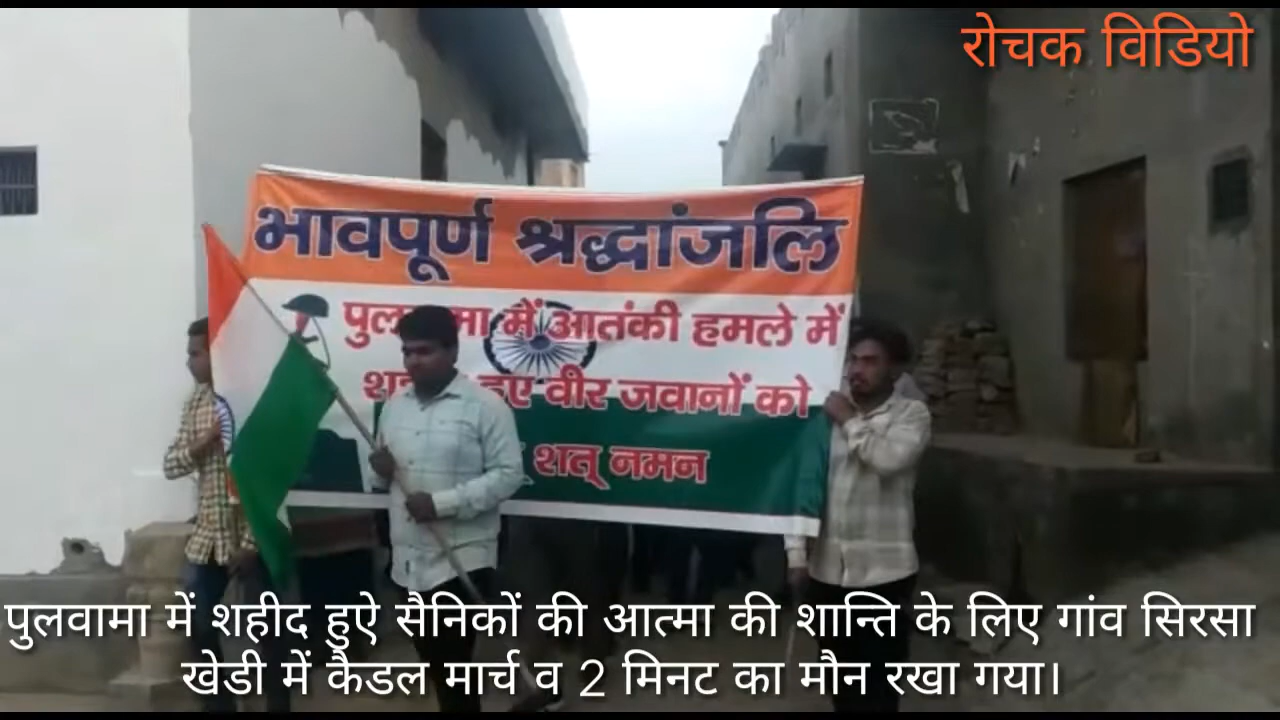 रोचक विडियो
भावपूर्ण श्रद्धांजलि
में आतंकी हमले में
हुए वीर जवानों को
शत् नमन
पुलवामा में शहीद हुऐ सैनिकों की आत्मा की शान्ति के लिए गांव सिरसा
खेडी में कैडल मार्च व 2 मिनट का मौन रखा गया।